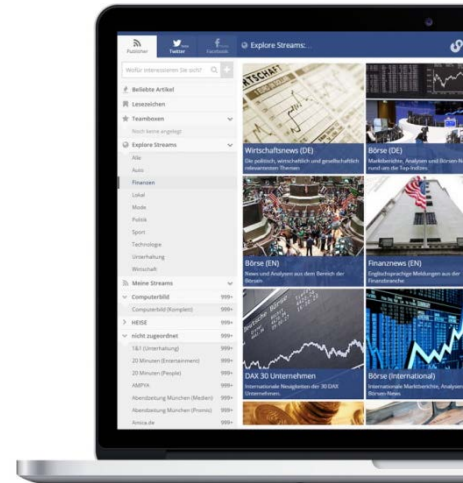 Publisher
Twitter
Facebook
Explore Streams:
Wofür interessieren Sie sich?
Beliebte Artikel
Lesezeichen
Teamboxen
Noch keine angelegt
Explore Streams
Alle
Auto
Finanzen
Lokal
Mode
Politik
Sport
Technologie
Unterhaltung
Wirtschaft
Meine Streams
Computerbild 999+
Computerbild (Komplett) 999+
HEISE 999+
nicht zugeordnet 999+
1&1 (Unterhaltung) 999+
20 Minuten (Entertainment) 999+
20 Minuten (People) 999+
AMPYA 999+
Abendzeitung München (Medien) 999+
Abendzeitung München (Promis) 999+
Amica.de 999+
WIRTSCHAFT
Wirtschaftsnews (DE)
Die politisch, wirtschaftlich und gesellschaftlich
relevantesten Themen
Börse (DE)
Marktberichte, Analysen und Börsen-N
rund um die Top-Indizes
Börse (EN)
News und Analysen aus dem Bereich der
Börsen
Finanznews (EN)
Englischsprachige Meldungen aus der
Finanzbranche
Deutsche Börse
DAX 30 Unternehmen
Internationale Neuigkeiten der 30 DAX
Unternehmen.
Börse (International)
Internationale Marktberichte, Analysen
Börsen-News